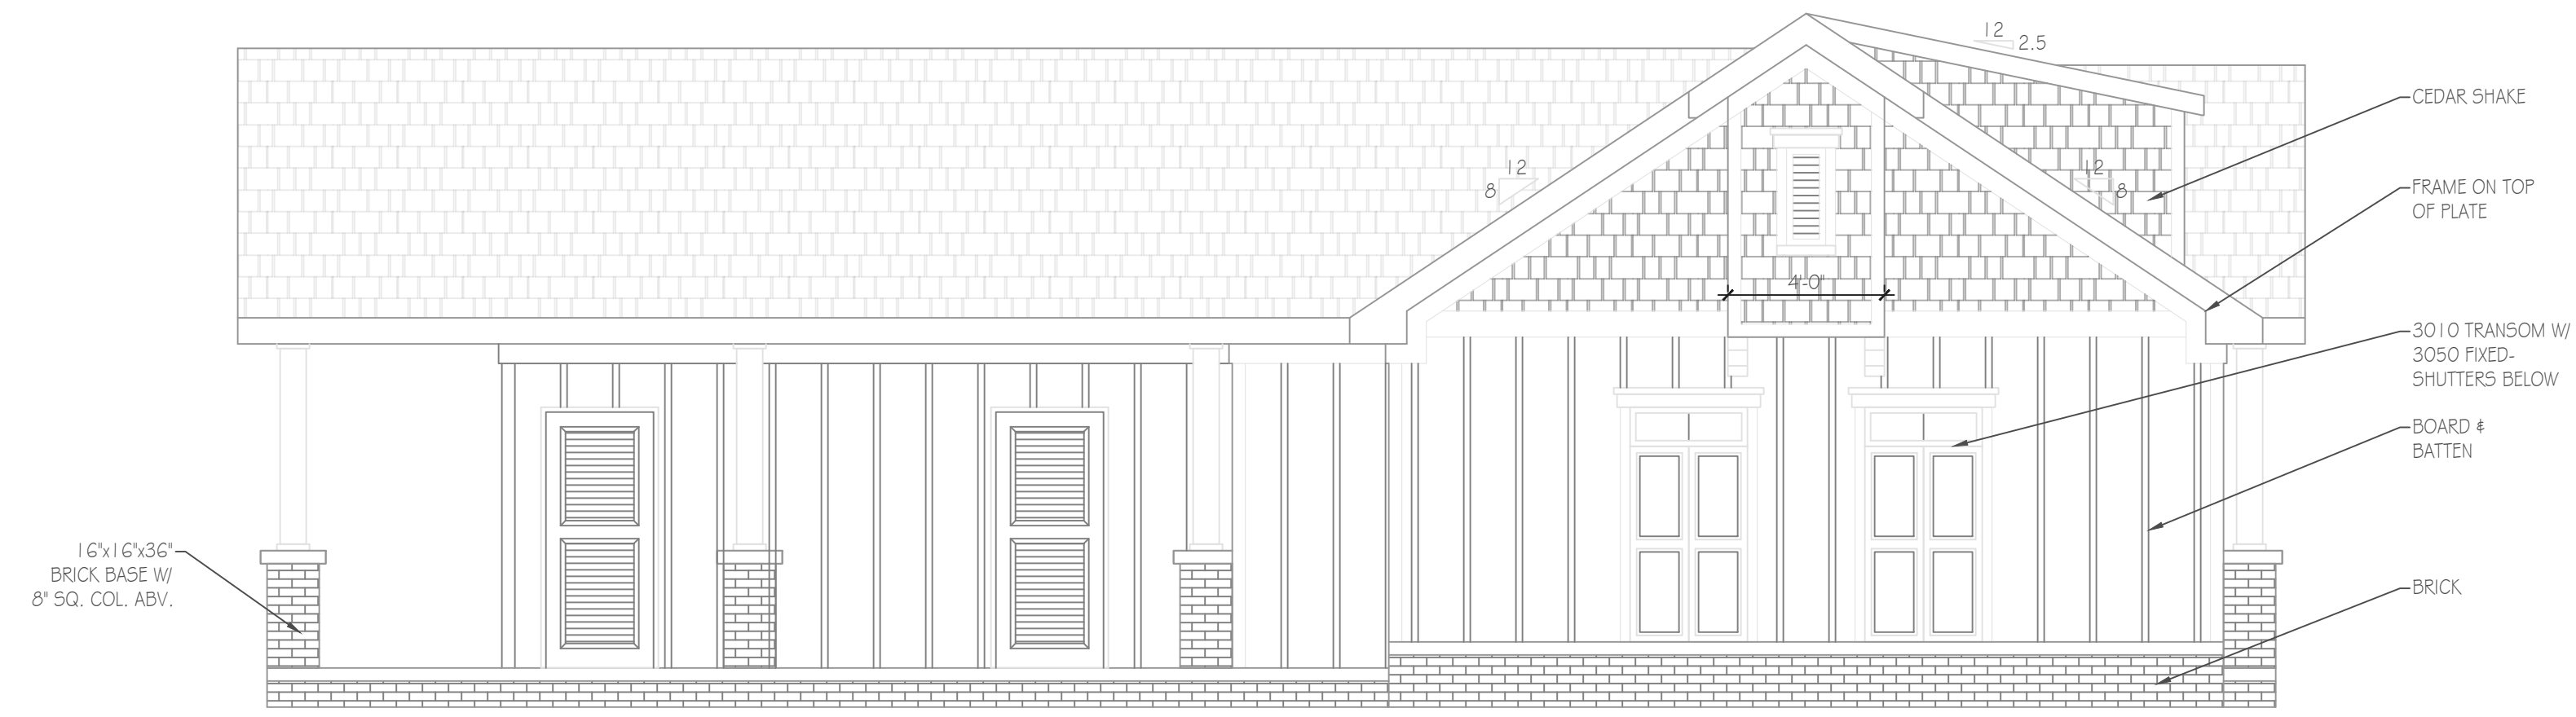 12
2.5
CEDAR SHAKE
12
8
12
8
FRAME ON TOP
OF PLATE
4'-0"
3010 TRANSOM W/
3050 FIXED-
SHUTTERS BELOW
BOARD &
BATTEN
16"x16"x36"
BRICK BASE W/
8" SQ. COL. ABV.
BRICK